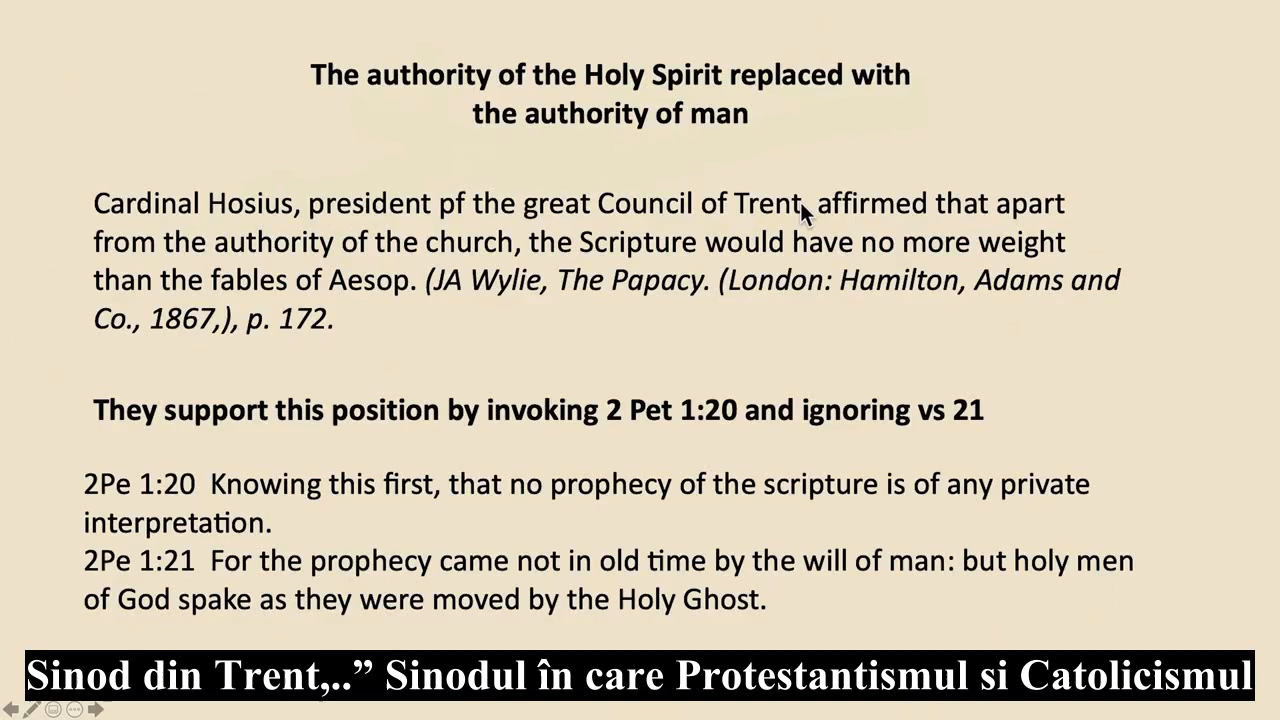 The authority of the Holy Spirit replaced with
the authority of man
Cardinal Hosius, president pf the great Council of Trent, affirmed that apart
from the authority of the church, the Scripture would have no more weight
than the fables of Aesop. (JA Wylie, The Papacy. (London: Hamilton, Adams and
Co., 1867,), p. 172.
They support this position by invoking 2 Pet 1:20 and ignoring vs 21
2Pe 1:20  Knowing this first, that no prophecy of the scripture is of any private
interpretation.
2Pe 1:21  For the prophecy came not in old time by the will of man: but holy men
of God spake as they were moved by the Holy Ghost.
Sinod din Trent,..” Sinodul în care Protestantismul si Catolicismul